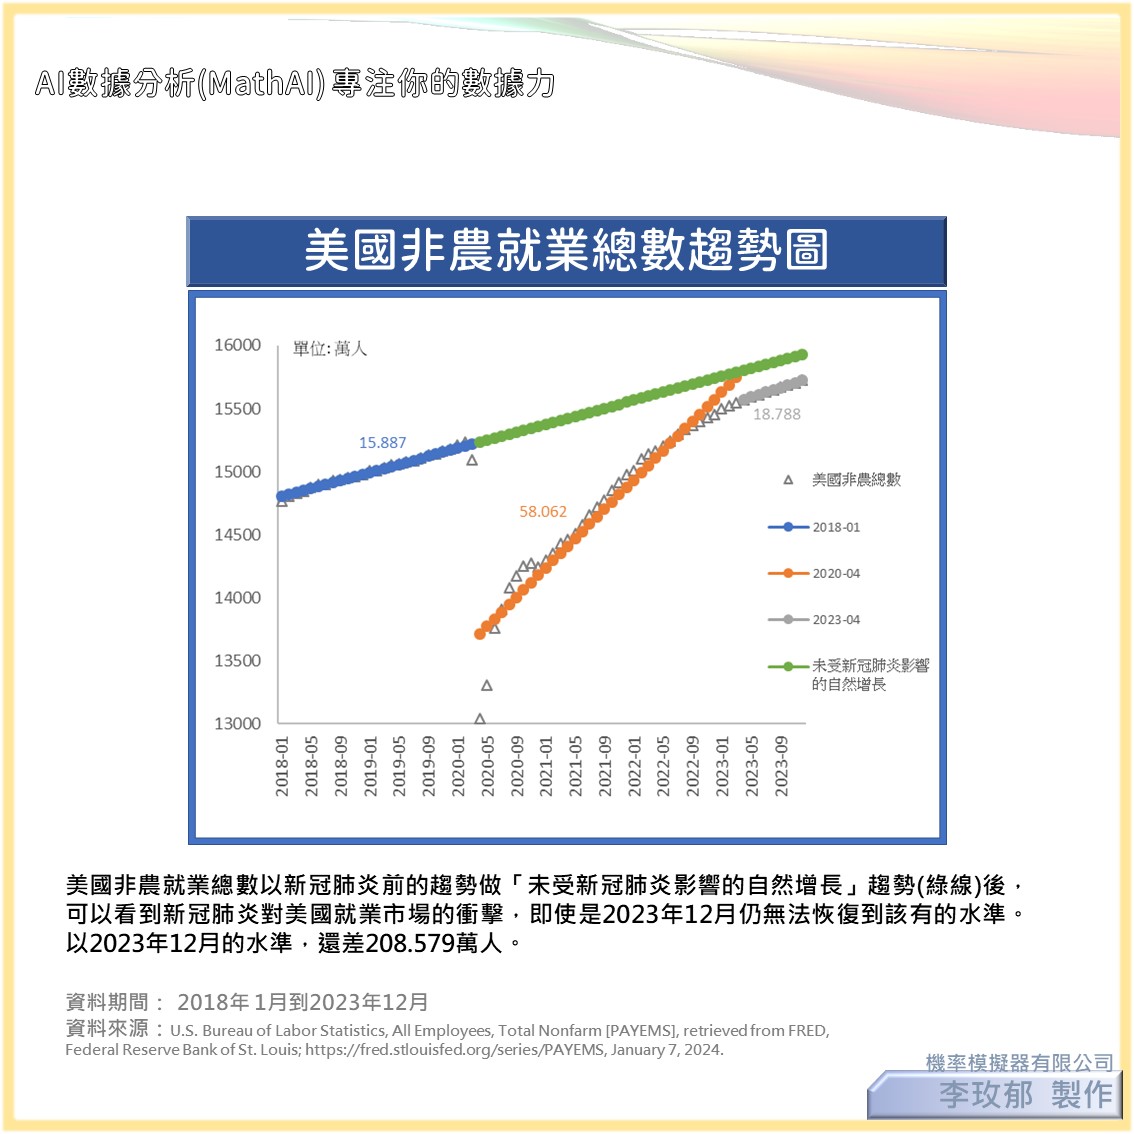 AI數據分析(MathAI) 專注你的數據力
美國非農就業總數趨勢圖
單位: 萬人
16000
15500
15000
14500
14000
13500
13000
15.887
58.062
18.788
美國非農總數
2018-01
2020-04
2023-04
未受新冠肺炎影響
的自然增長
2018-01
2018-05
2018-09
2019-01
2019-05
2019-09
2020-01
2020-05
2020-09
2021-01
2021-05
2021-09
2022-01
2022-05
2022-09
2023-01
2023-05
2023-09
美國非農就業總數以新冠肺炎前的趨勢做「未受新冠肺炎影響的自然增長」趨勢(綠線)後，
可以看到新冠肺炎對美國就業市場的衝擊，即使是2023年12月仍無法恢復到該有的水準。
以2023年12月的水準，還差208.579萬人。
資料期間： 2018年1月到2023年12月
資料來源：U.S. Bureau of Labor Statistics, All Employees, Total Nonfarm [PAYEMS], retrieved from FRED,
Federal Reserve Bank of St. Louis; https://fred.stlouisfed.org/series/PAYEMS, January 7, 2024.
機率模擬器有限公司
李玫郁 製作